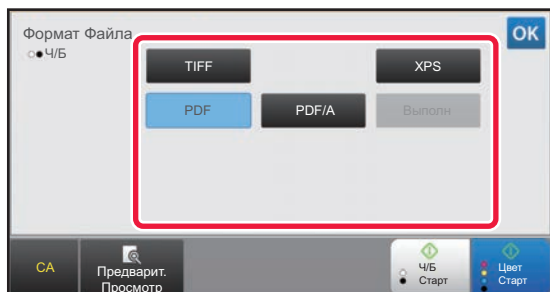 Формат Файла
Ч/Б
OK
TIFF
XPS
PDF
PDF/A
Выполн
CA
Предварит.
Просмотр
Ч/Б
Старт
Цвет
Старт